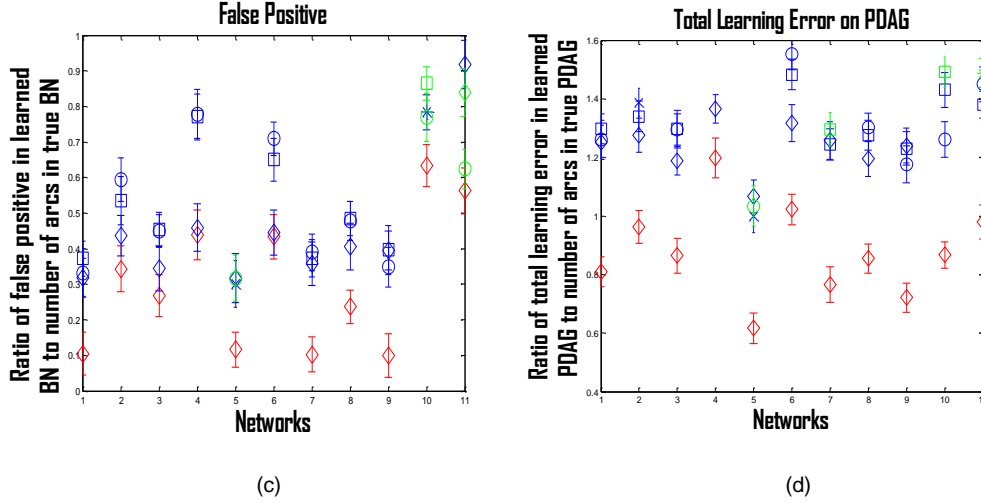 False Positive
Ratio of false positive in learned
BN to number of arcs in true BN
1
0.9
0.8
0.7
0.6
0.5
0.4
0.3
0.2
0.1
0
1 2 3 4 5 6 7 8 9 10 11
Networks
(c)
Total Learning Error on PDAG
Ratio of total learning error in learned
PDAG to number of arcs in true PDAG
1.6
1.4
1.2
1
0.8
0.6
0.4
1 2 3 4 5 6 7 8 9 10 1
Networks
(d)